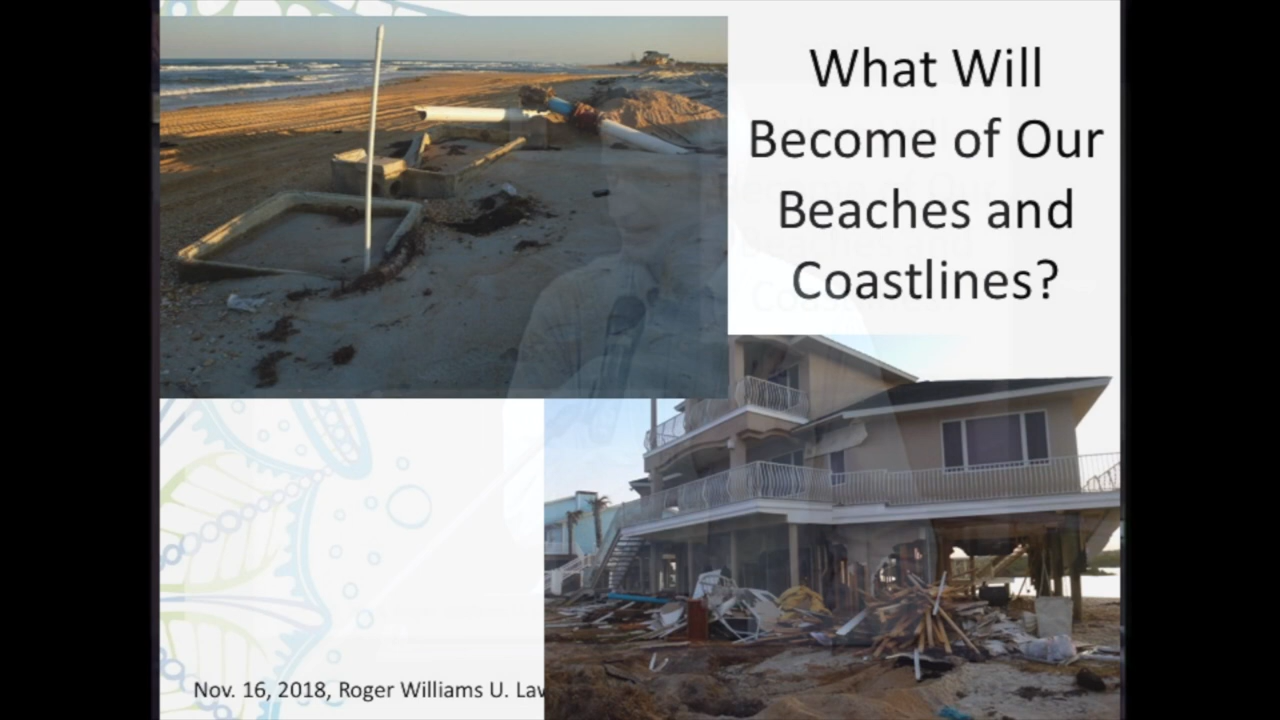 What Will
Become of Our
Beaches and
Coastlines?
Nov. 16, 2018, Roger Williams U.